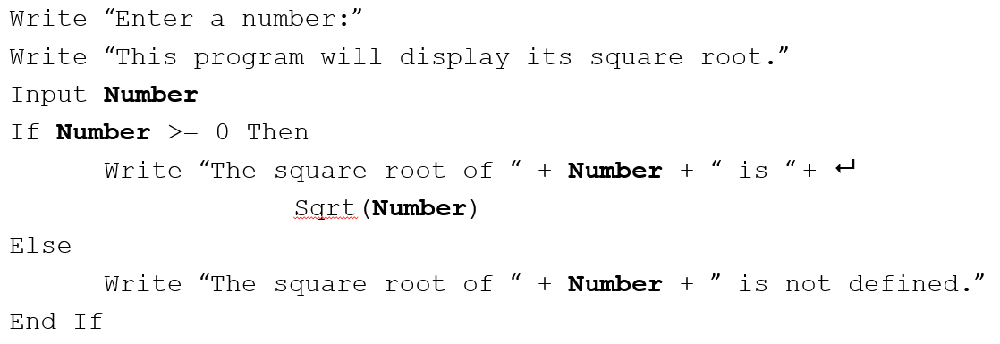 Write “Enter a number:”
Write “This program will display its square root.”
Input Number
If Number >= 0 Then
Write “The square root of “ + Number + “ is “+ ↵
Sqrt(Number)
Else
Write “The square root of “ + Number + ” is not defined.”
End If